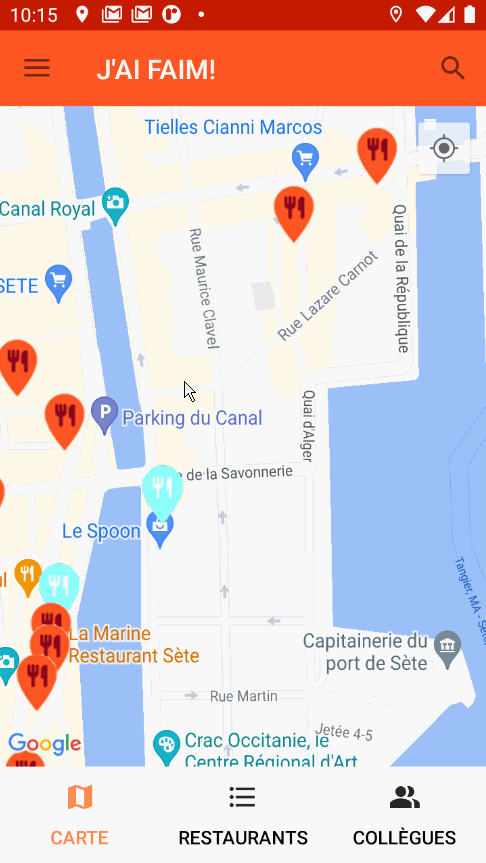 10:15
J'AI FAIM!
Tielles Cianni Marcos
Canal Royal
SETE
Rue Maurice Clavel
Rue Lazare Carnot
Quai de la République
Parking du Canal
Quai d'Alger
de la Savonnerie
Le Spoon
Tangier, MA - Sète
La Marine
Restaurant Sète
Capitainerie du
port de Sète
Rue Martin
Jetée 4-5
Google
Crac Occitanie, le
Centre Régional d'Art
CARTE
RESTAURANTS
COLLÈGUES